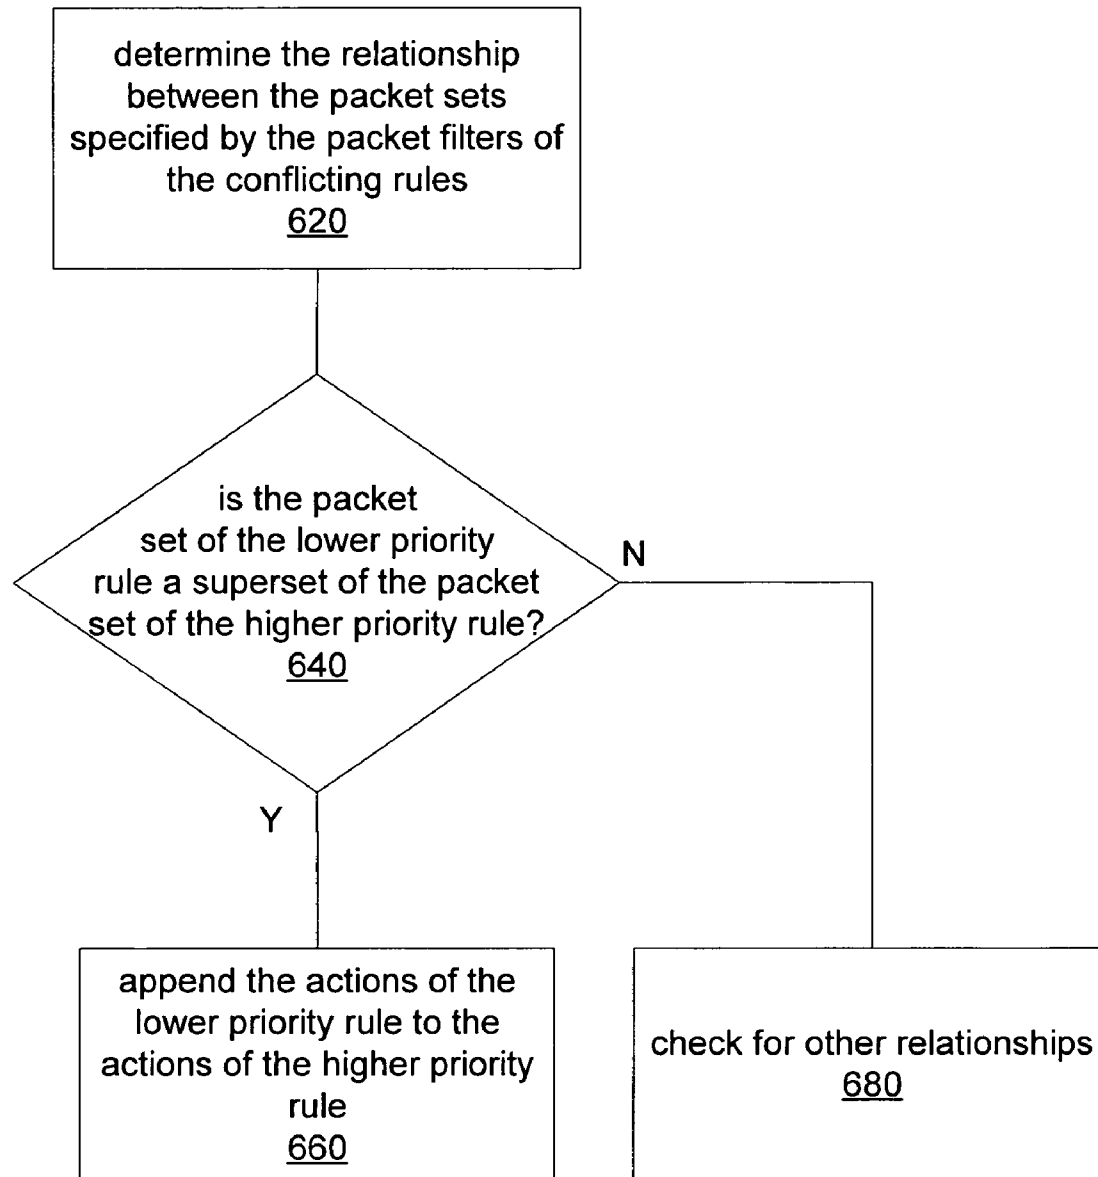 determine the relationship
between the packet sets
specified by the packet filters of
the conflicting rules
620
is the packet
set of the lower priority
rule a superset of the packet
set of the higher priority rule?
640
N
Y
append the actions of the
lower priority rule to the
actions of the higher priority
rule
660
check for other relationships
680